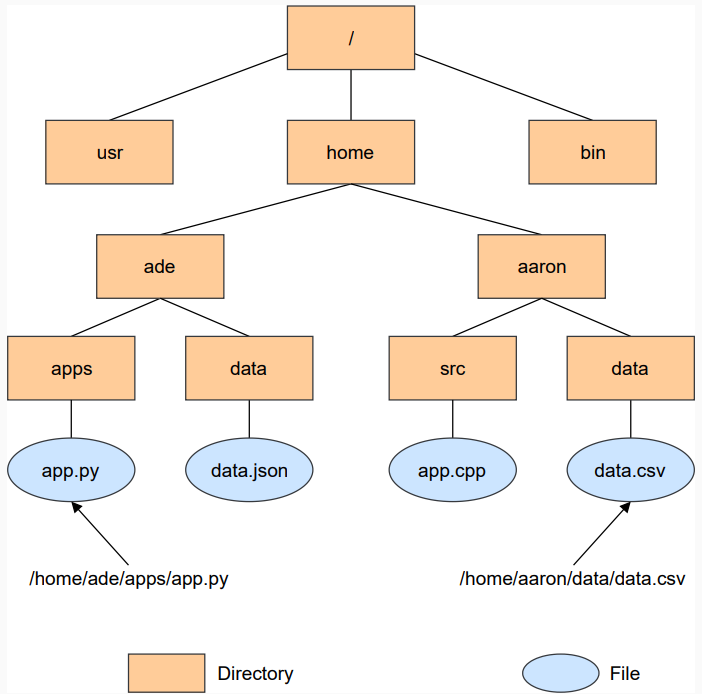 /
usr
home
bin
ade
aaron
apps
data
src
data
app.py
data.json
app.cpp
data.csv
/home/ade/apps/app.py
/home/aaron/data/data.csv
Directory
File